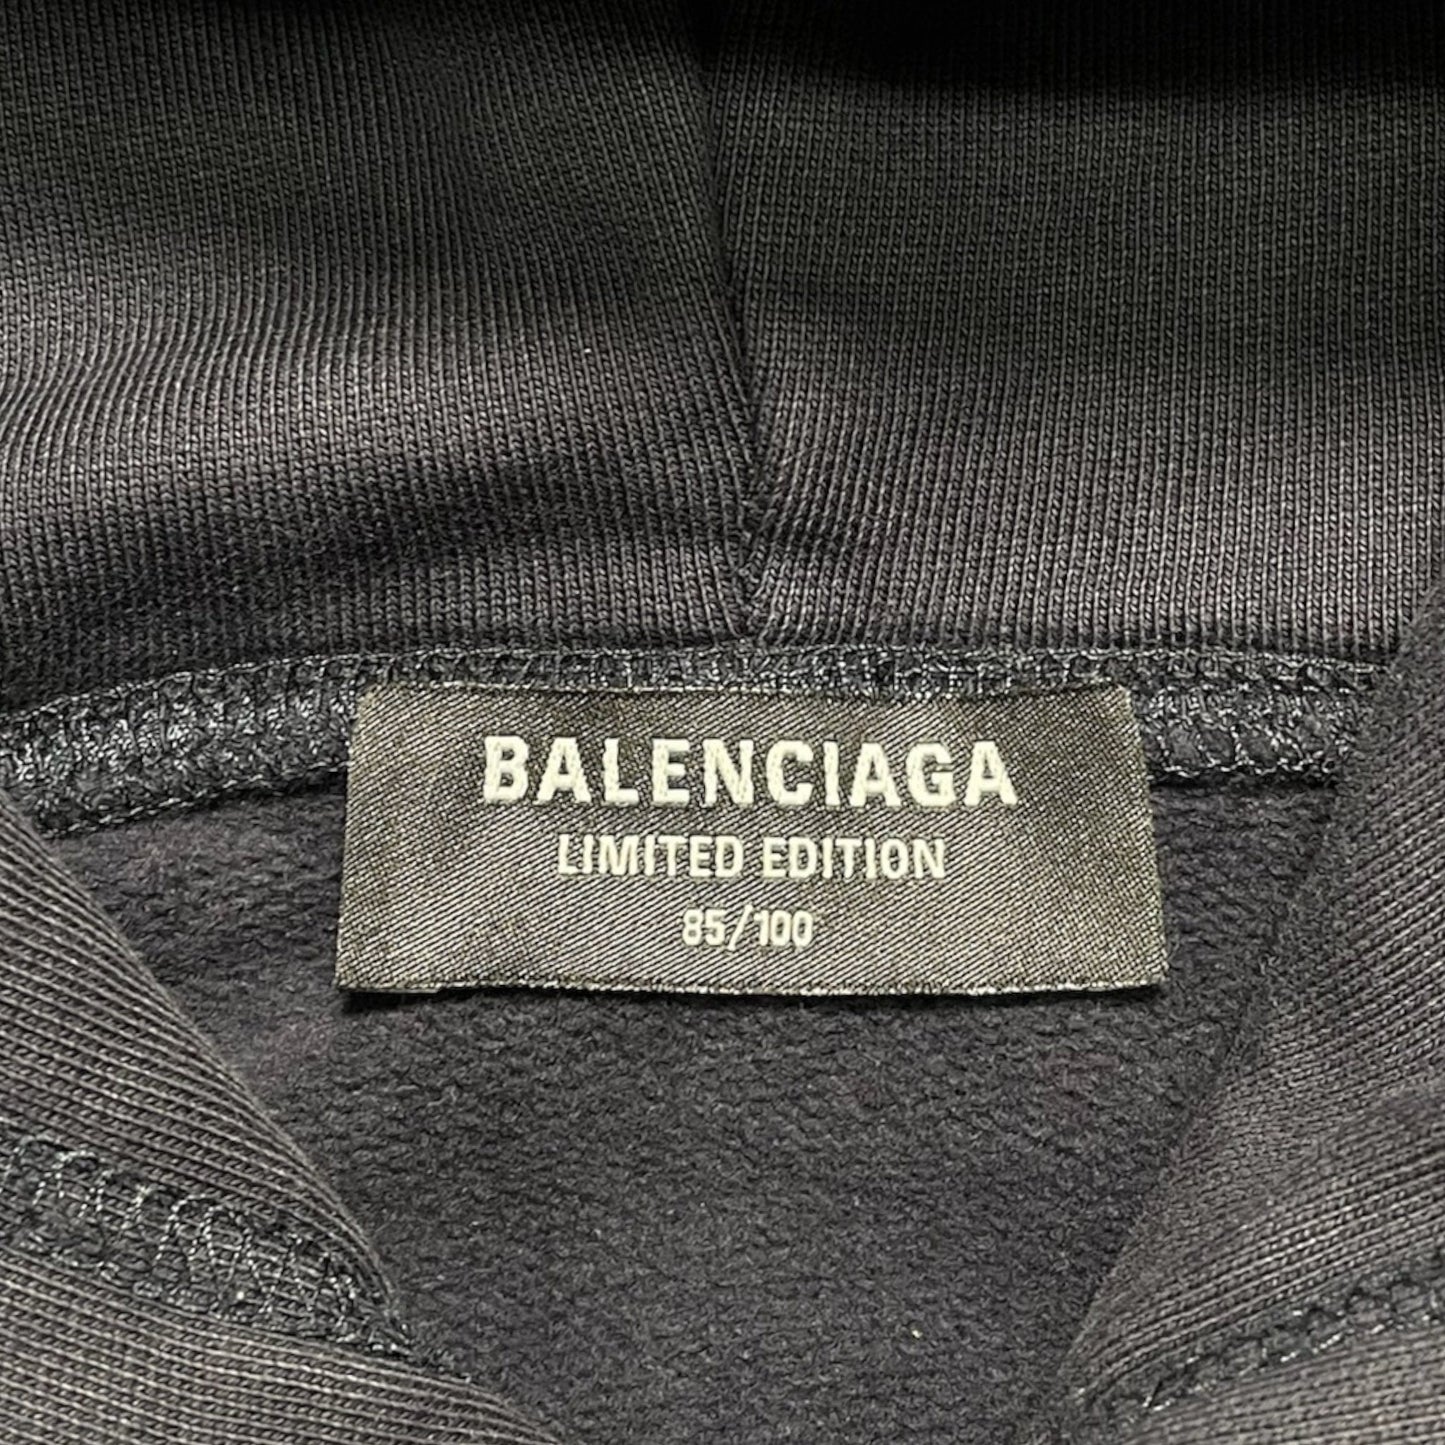 BALENCIAGA
LIMITED EDITION
85/100